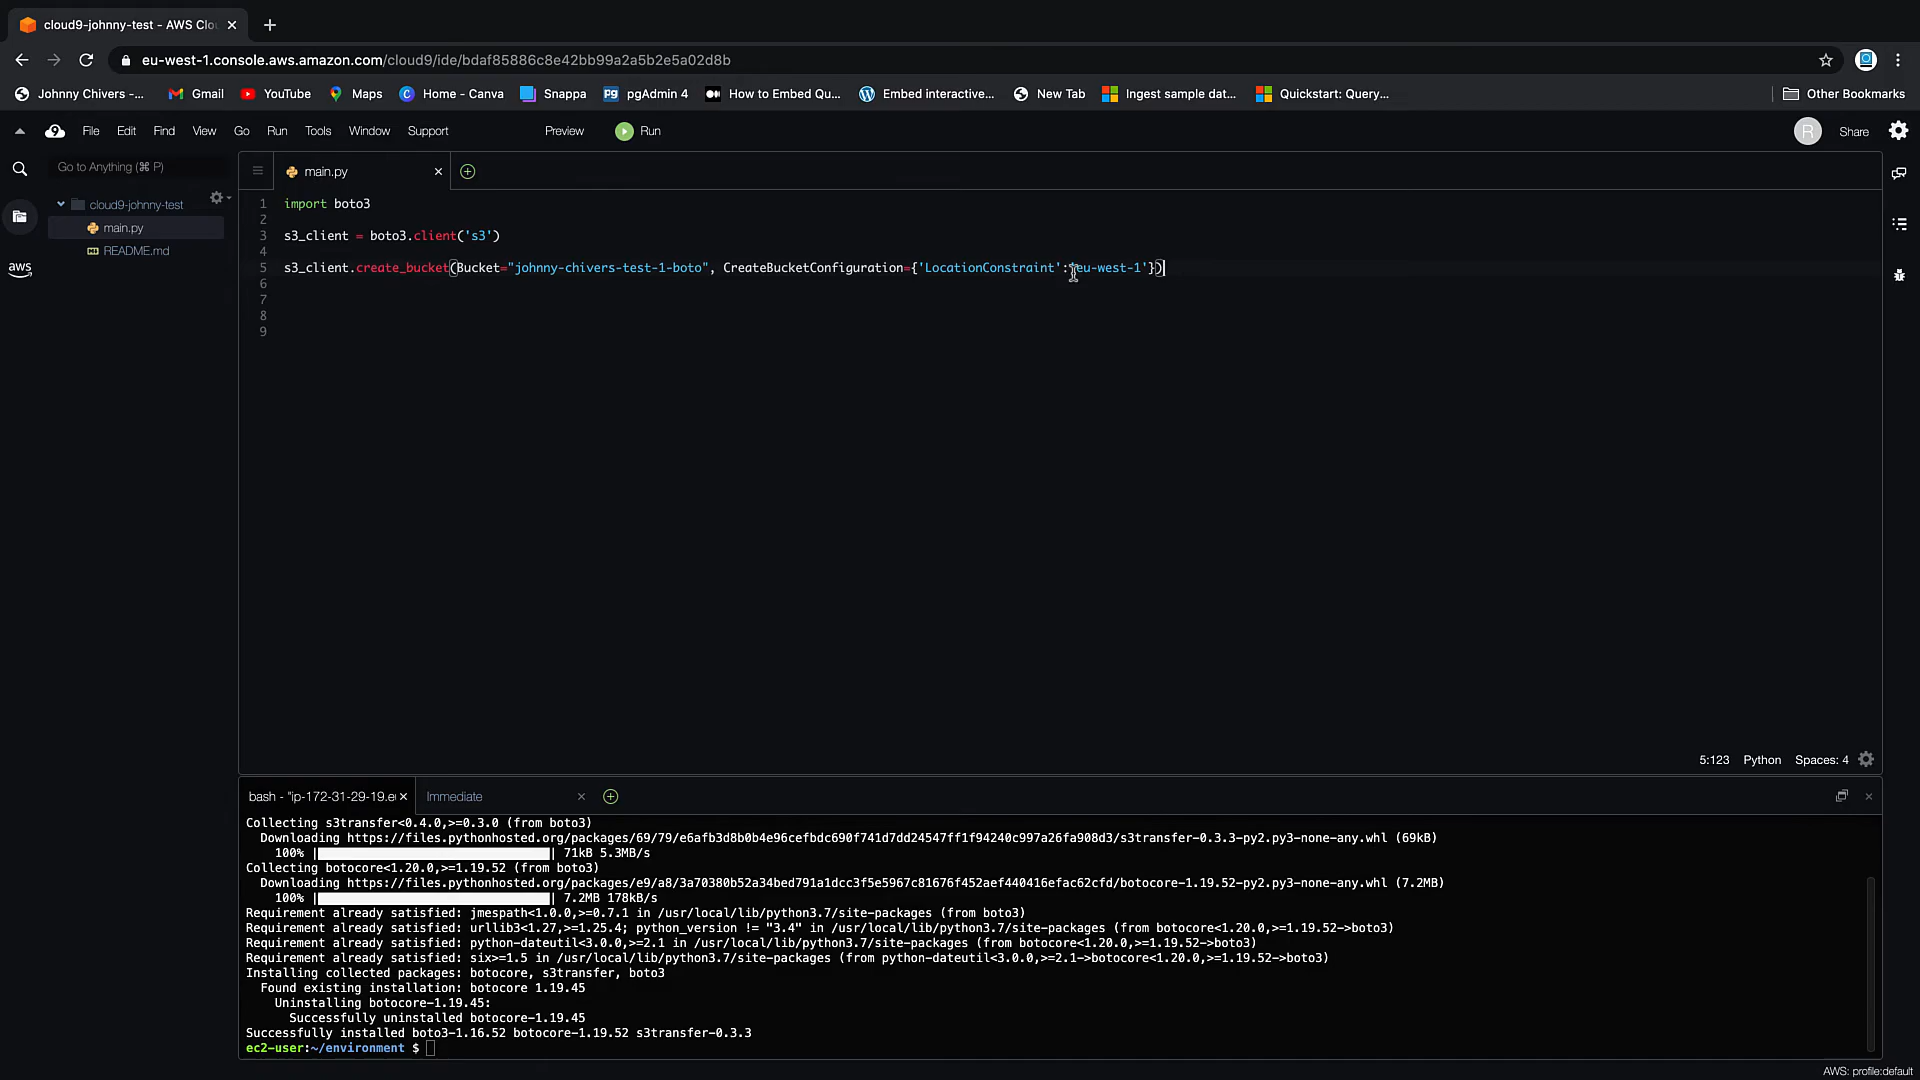 cloud9-johnny-test - AWS Clo
eu-west-1.console.aws.amazon.com/cloud9/ide/bdaf85886c8e42bb99a2a5b2e5a02d8b
Johnny Chivers -... Gmail YouTube Maps Home - Canva Snappa pgAdmin 4 How to Embed Qu... Embed interactive... New Tab Ingest sample dat... Quickstart: Query... Other Bookmarks
9 File Edit Find View Go Run Tools Window Support Preview Run R Share
Go to Anything (⌘ P)
main.py
cloud9-johnny-test
main.py
README.md
aws
1 import boto3
2
3 s3_client = boto3.client('s3')
4
5 s3_client.create_bucket(Bucket="johnny-chivers-test-1-boto", CreateBucketConfiguration={'LocationConstraint':'eu-west-1'})
6
7
8
9
5:123 Python Spaces: 4
bash - "ip-172-31-29-19.e Immediate
Collecting s3transfer<0.4.0,>=0.3.0 (from boto3)
Downloading https://files.pythonhosted.org/packages/69/79/e6afb3d8b0b4e96cefbdc690f741d7dd24547ff1f94240c997a26fa908d3/s3transfer-0.3.3-py2.py3-none-any.whl (69kB)
100% |████████████████████████████████| 71kB 5.3MB/s
Collecting botocore<1.20.0,>=1.19.52 (from boto3)
Downloading https://files.pythonhosted.org/packages/e9/a8/3a70380b52a34bed791a1dcc3f5e5967c81676f452aef440416efac62cfd/botocore-1.19.52-py2.py3-none-any.whl (7.2MB)
100% |████████████████████████████████| 7.2MB 178kB/s
Requirement already satisfied: jmespath<1.0.0,>=0.7.1 in /usr/local/lib/python3.7/site-packages (from boto3)
Requirement already satisfied: urllib3<1.27,>=1.25.4; python_version != "3.4" in /usr/local/lib/python3.7/site-packages (from botocore<1.20.0,>=1.19.52->boto3)
Requirement already satisfied: python-dateutil<3.0.0,>=2.1 in /usr/local/lib/python3.7/site-packages (from botocore<1.20.0,>=1.19.52->boto3)
Requirement already satisfied: six>=1.5 in /usr/local/lib/python3.7/site-packages (from python-dateutil<3.0.0,>=2.1->botocore<1.20.0,>=1.19.52->boto3)
Installing collected packages: botocore, s3transfer, boto3
Found existing installation: botocore 1.19.45
Uninstalling botocore-1.19.45:
Successfully uninstalled botocore-1.19.45
Successfully installed boto3-1.16.52 botocore-1.19.52 s3transfer-0.3.3
ec2-user:~/environment $
AWS: profile:default